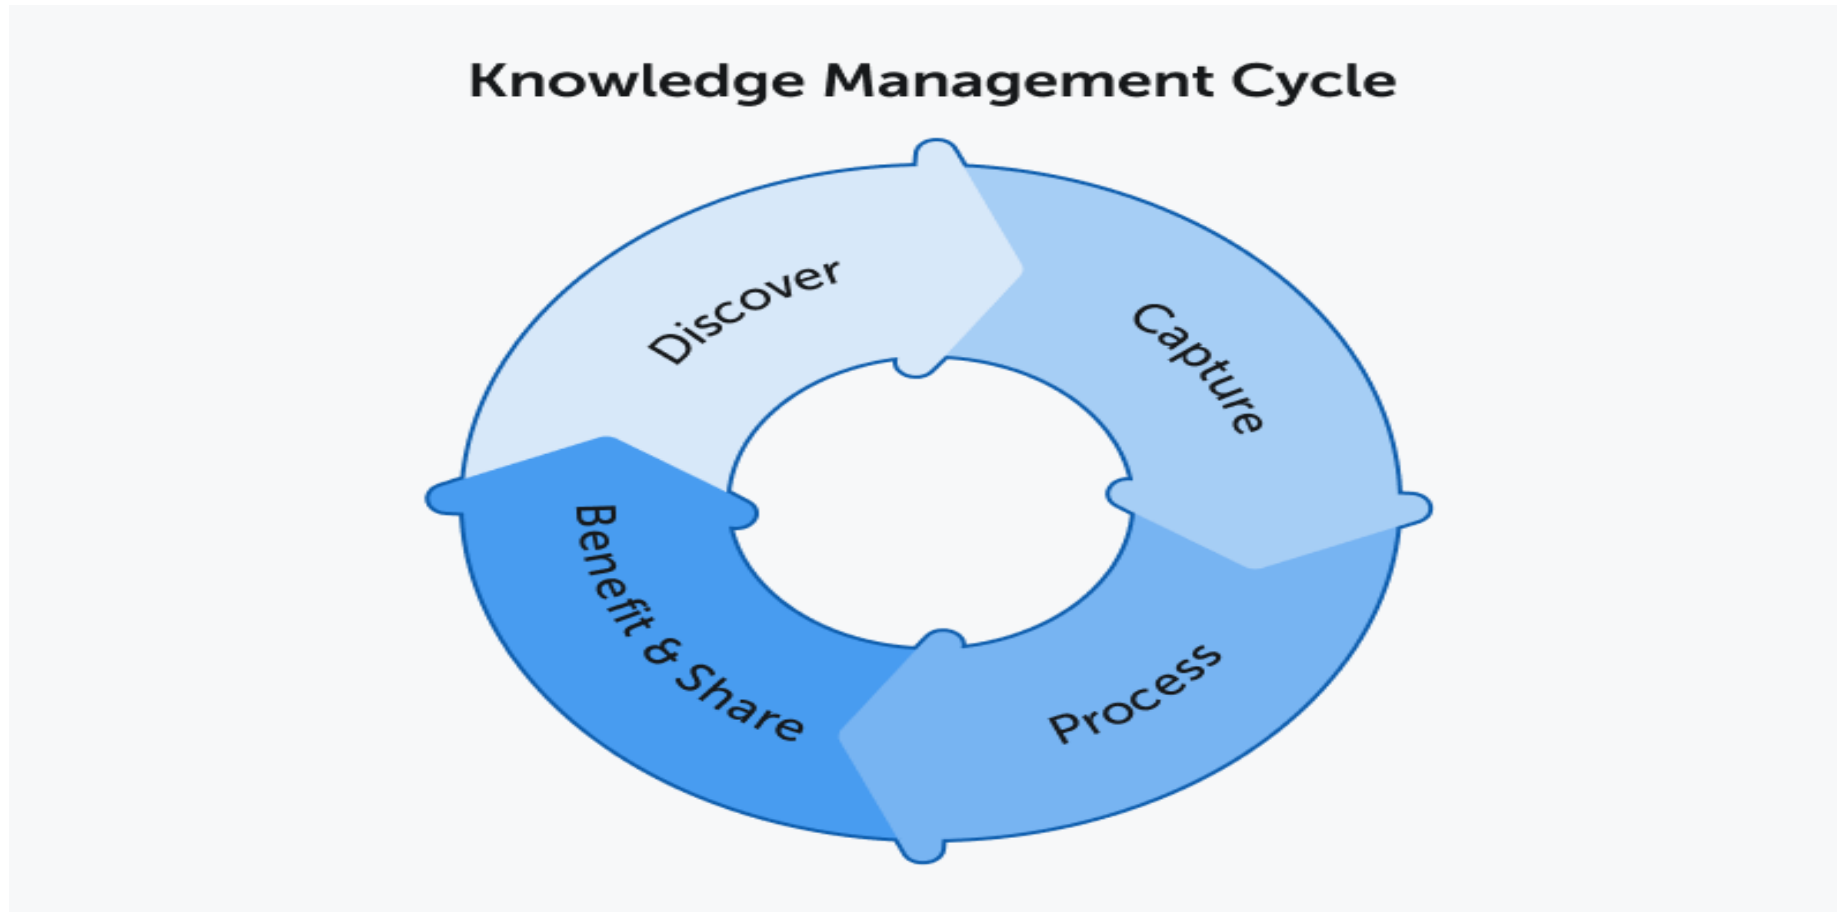 Knowledge Management Cycle
Discover
Capture
Process
Benefit & Share